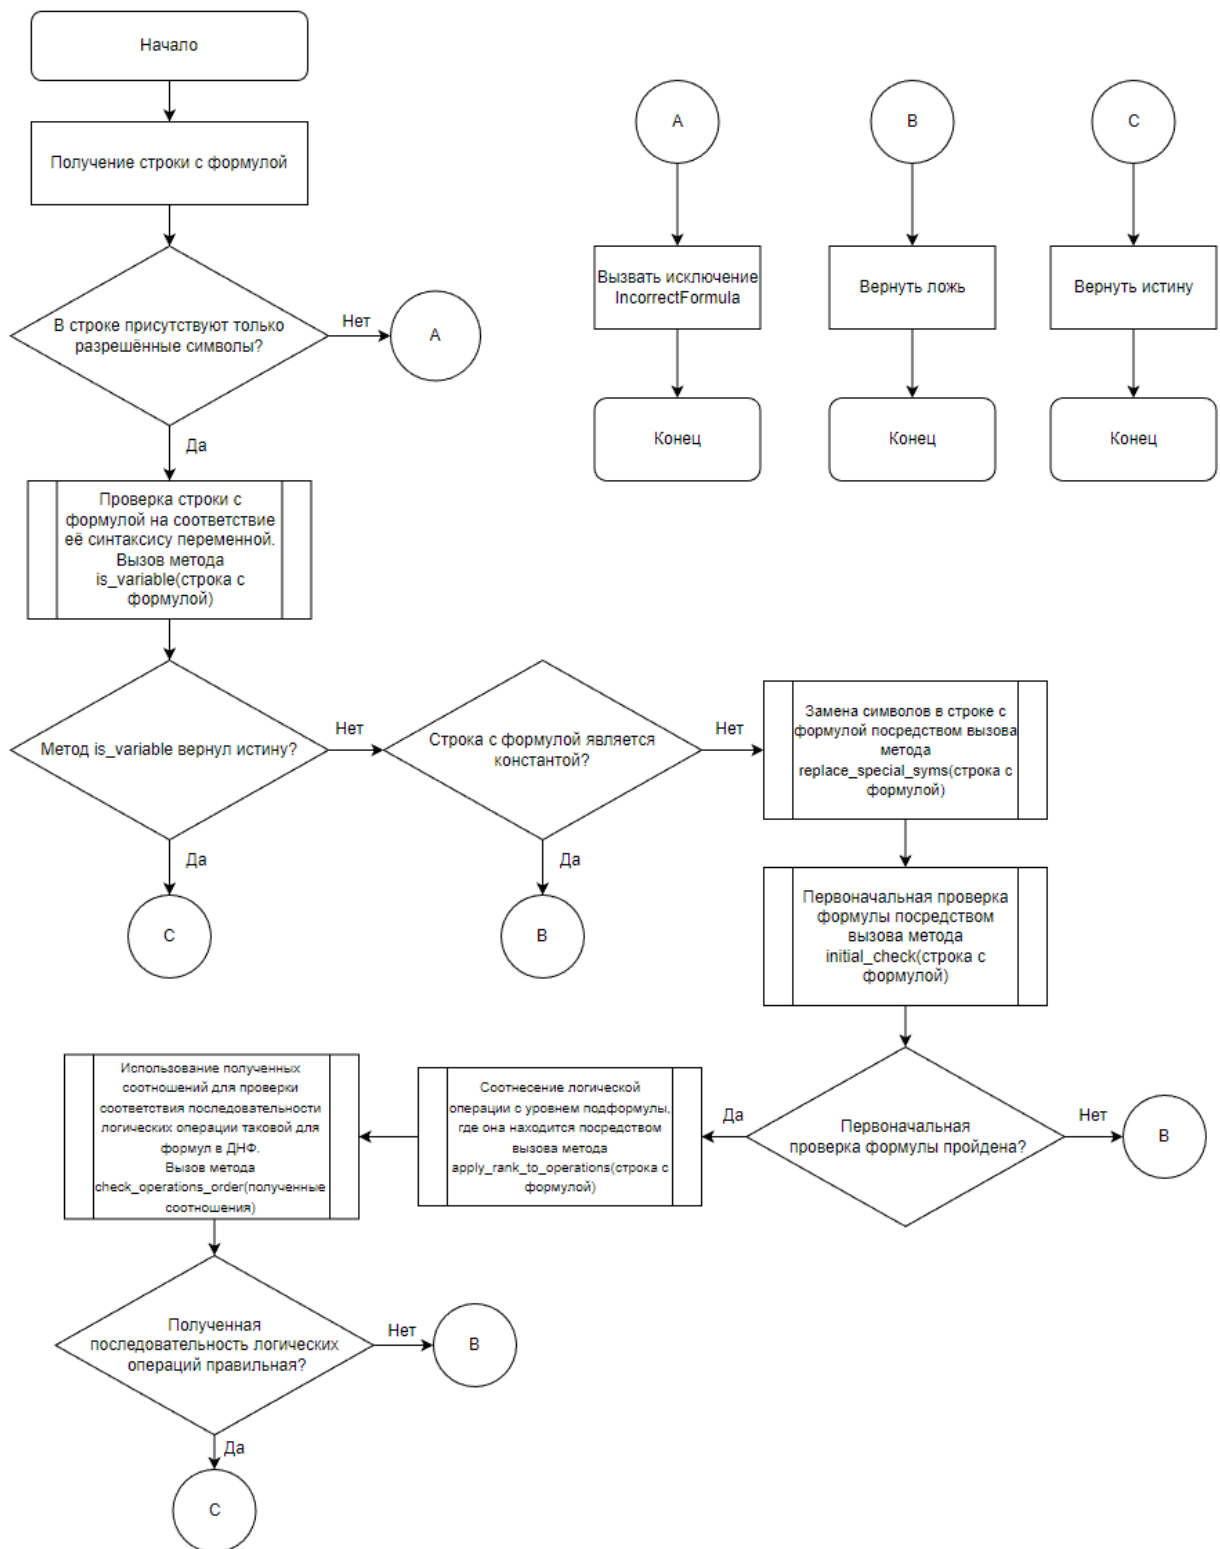 Начало
Получение строки с формулой
В строке присутствуют только
разрешённые символы?
Нет
A
Да
A
Вызвать исключение
IncorrectFormula
Конец
B
Вернуть ложь
Конец
C
Вернуть истину
Конец
Проверка строки с
формулой на соответствие
её синтаксису переменной.
Вызов метода
is_variable(строка с
формулой)
Метод is_variable вернул истину?
Нет
Да
C
Строка с формулой является
константой?
Нет
Да
B
Замена символов в строке с
формулой посредством вызова
метода
replace_special_syms(строка с
формулой)
Первоначальная проверка
формулы посредством
вызова метода
initial_check(строка с
формулой)
Первоначальная
проверка формулы пройдена?
Нет
B
Да
Соотнесение логической
операции с уровнем подформулы,
где она находится посредством
вызова метода
apply_rank_to_operations(строка с
формулой)
Использование полученных
соотношений для проверки
соответствия последовательности
логических операции таковой для
формул в ДНФ.
Вызов метода
check_operations_order(полученные
соотношения)
Полученная
последовательность логических
операций правильная?
Нет
B
Да
C